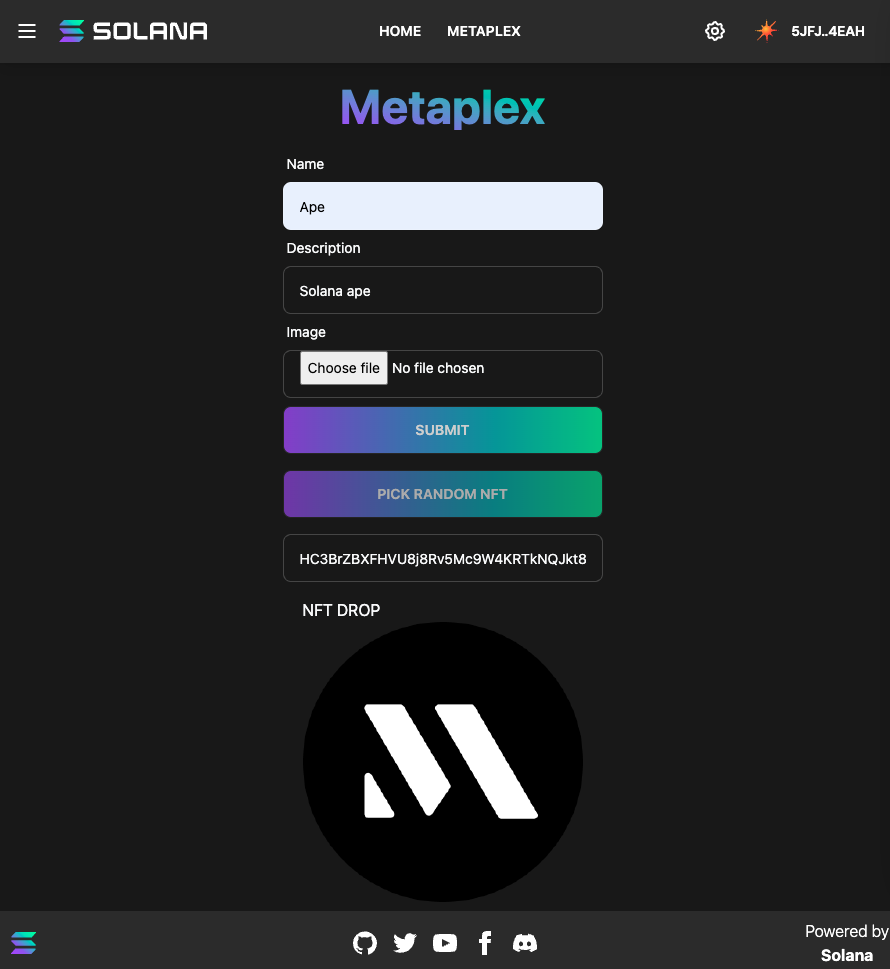 SOLANA
HOME METAPLEX
5JFJ..4EAH
Metaplex
Name
Ape
Description
Solana ape
Image
Choose file No file chosen
SUBMIT
PICK RANDOM NFT
HC3BrZBXFHVU8j8Rv5Mc9W4KRTkNQJkt8
NFT DROP
Powered by
Solana